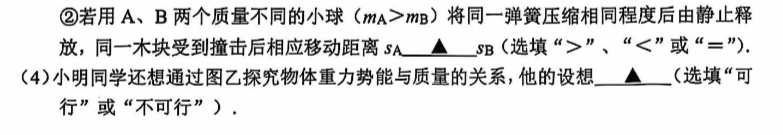 ②若用 A、B 两个质量不同的小球（mA＞mB）将同一弹簧压缩相同程度后由静止释
放，同一木块受到撞击后相应移动距离 sA ▲ sB（选填“＞”、“＜”或“＝”).
（4）小明同学还想通过图乙探究物体重力势能与质量的关系，他的设想 ▲ （选填“可
行”或“不可行”）.